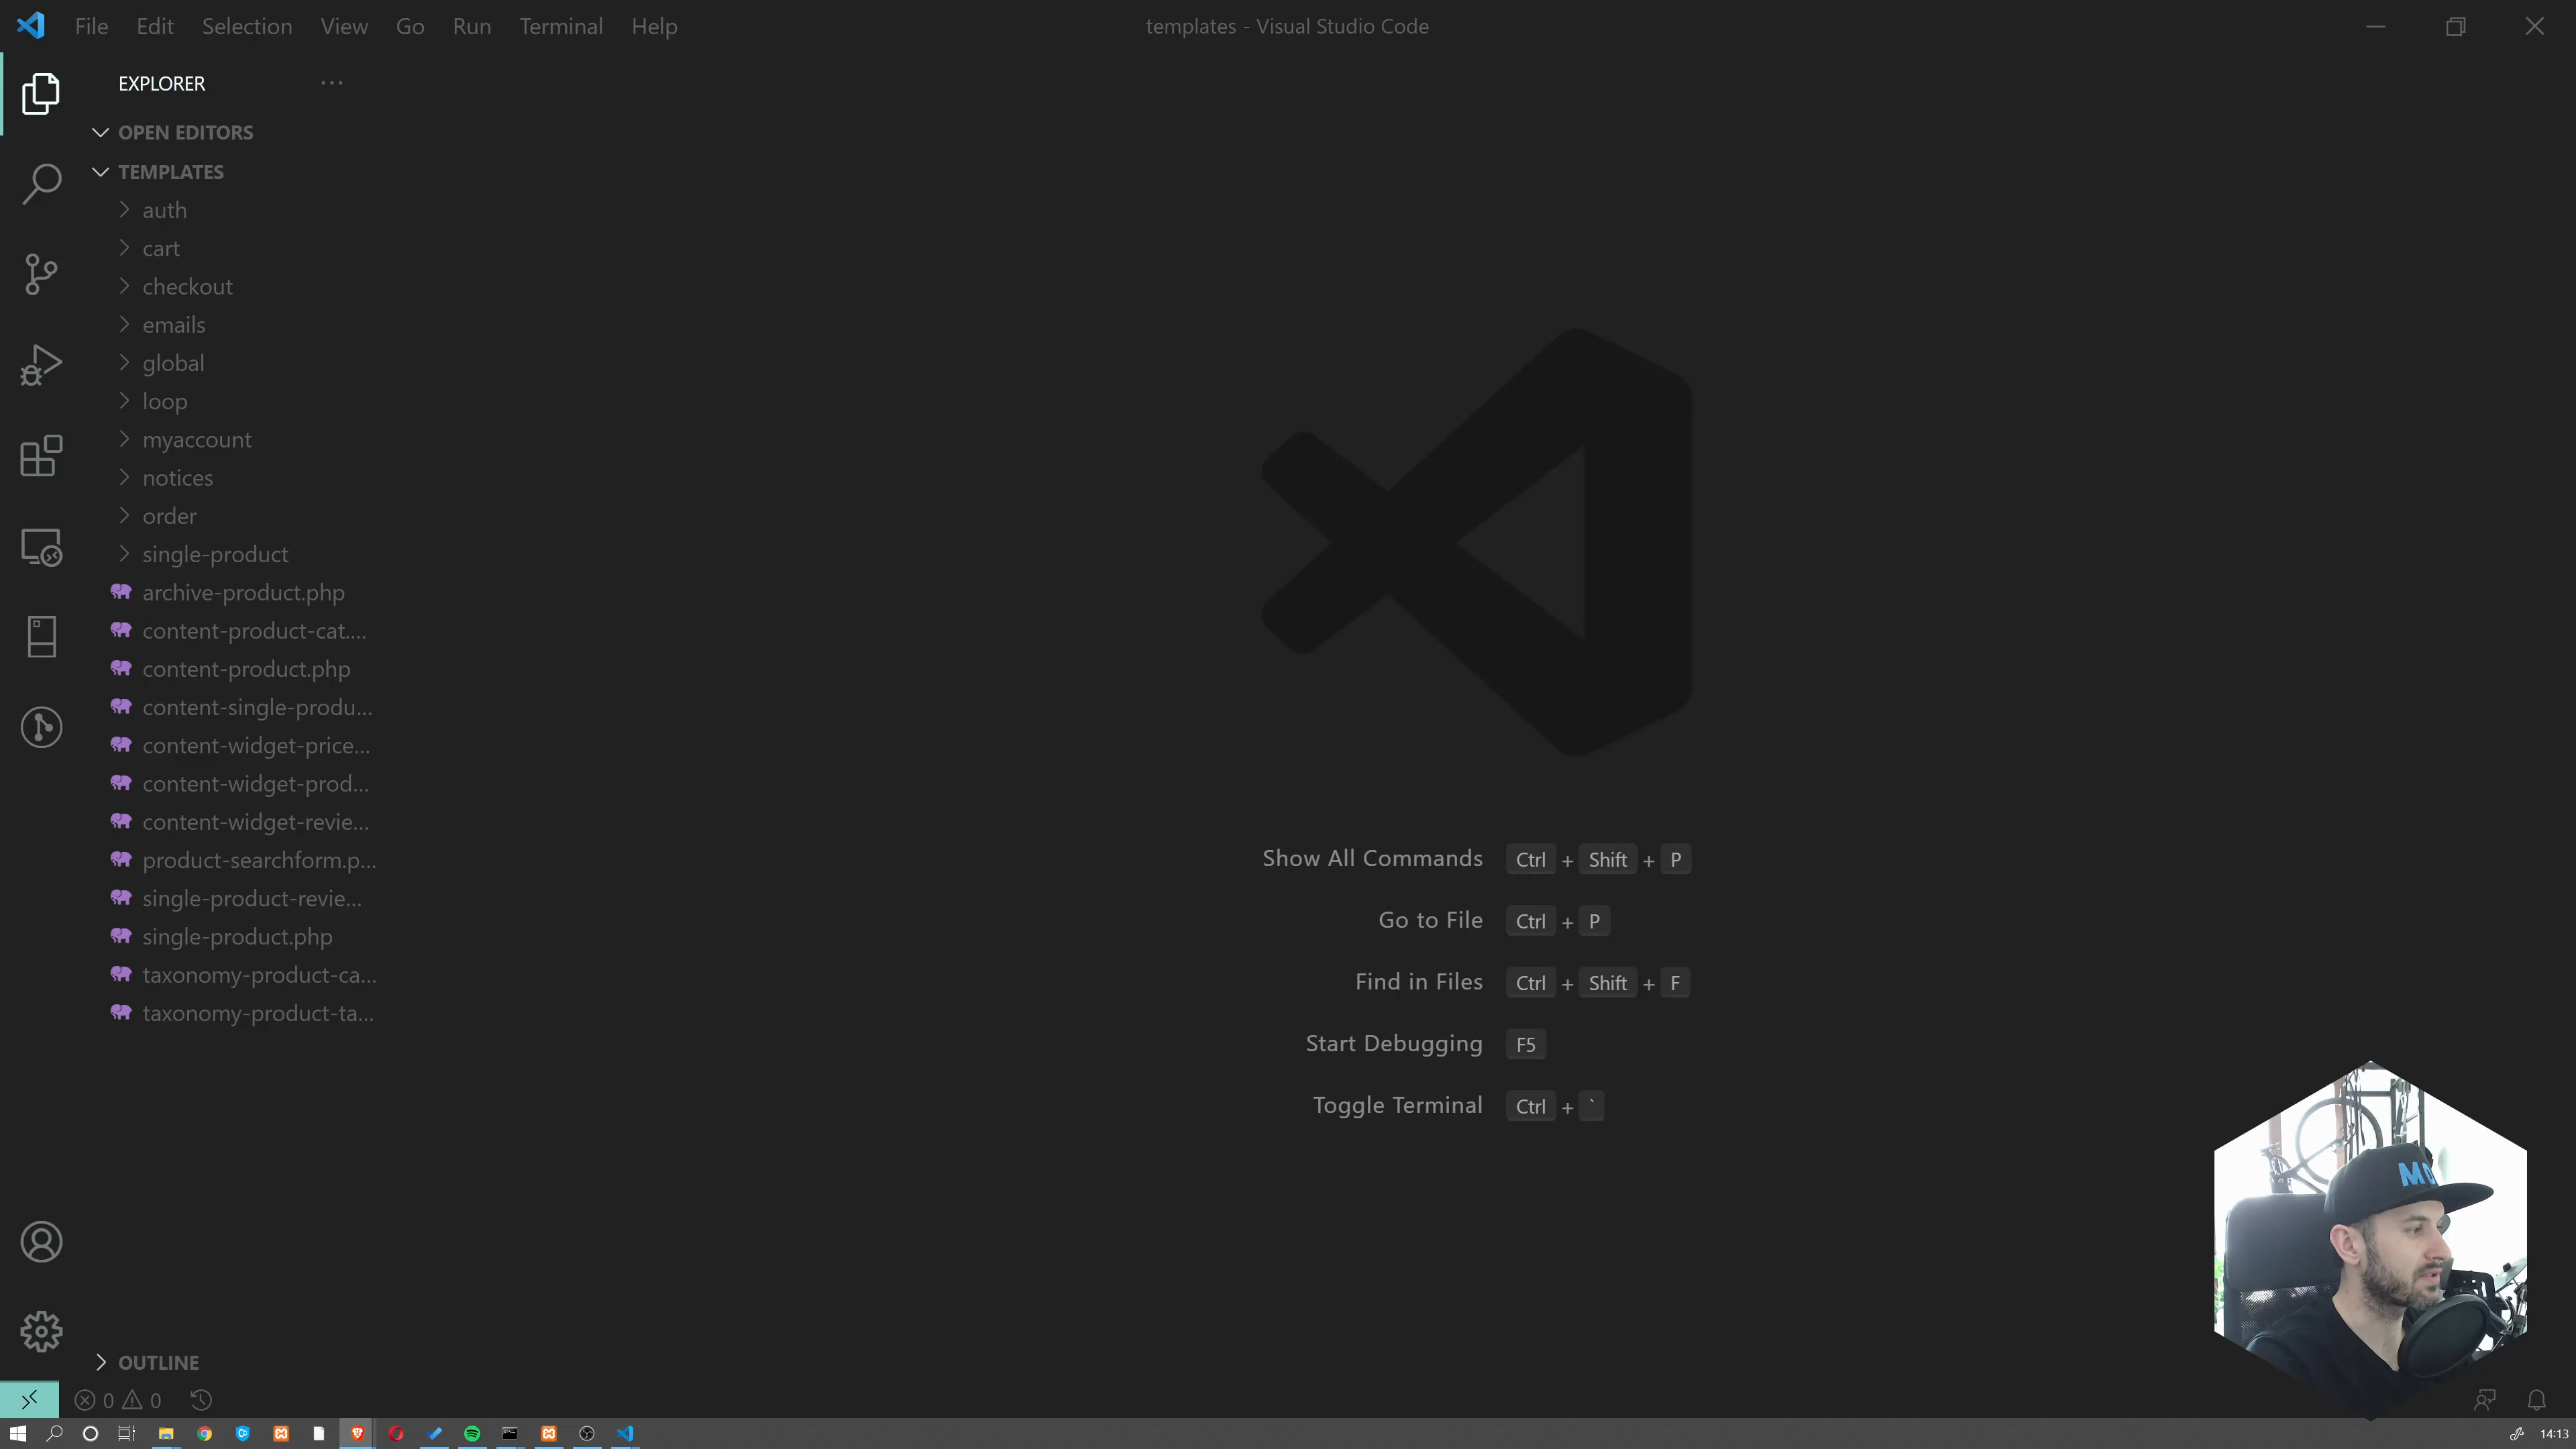 File Edit Selection View Go Run Terminal Help
templates - Visual Studio Code
EXPLORER
OPEN EDITORS
TEMPLATES
auth
cart
checkout
emails
global
loop
myaccount
notices
order
single-product
archive-product.php
content-product-cat....
content-product.php
content-single-produ...
content-widget-price...
content-widget-prod...
content-widget-revie...
product-searchform.p...
single-product-revie...
single-product.php
taxonomy-product-ca...
taxonomy-product-ta...
Show All Commands Ctrl + Shift + P
Go to File Ctrl + P
Find in Files Ctrl + Shift + F
Start Debugging F5
Toggle Terminal Ctrl + `
OUTLINE
0 0
14:13